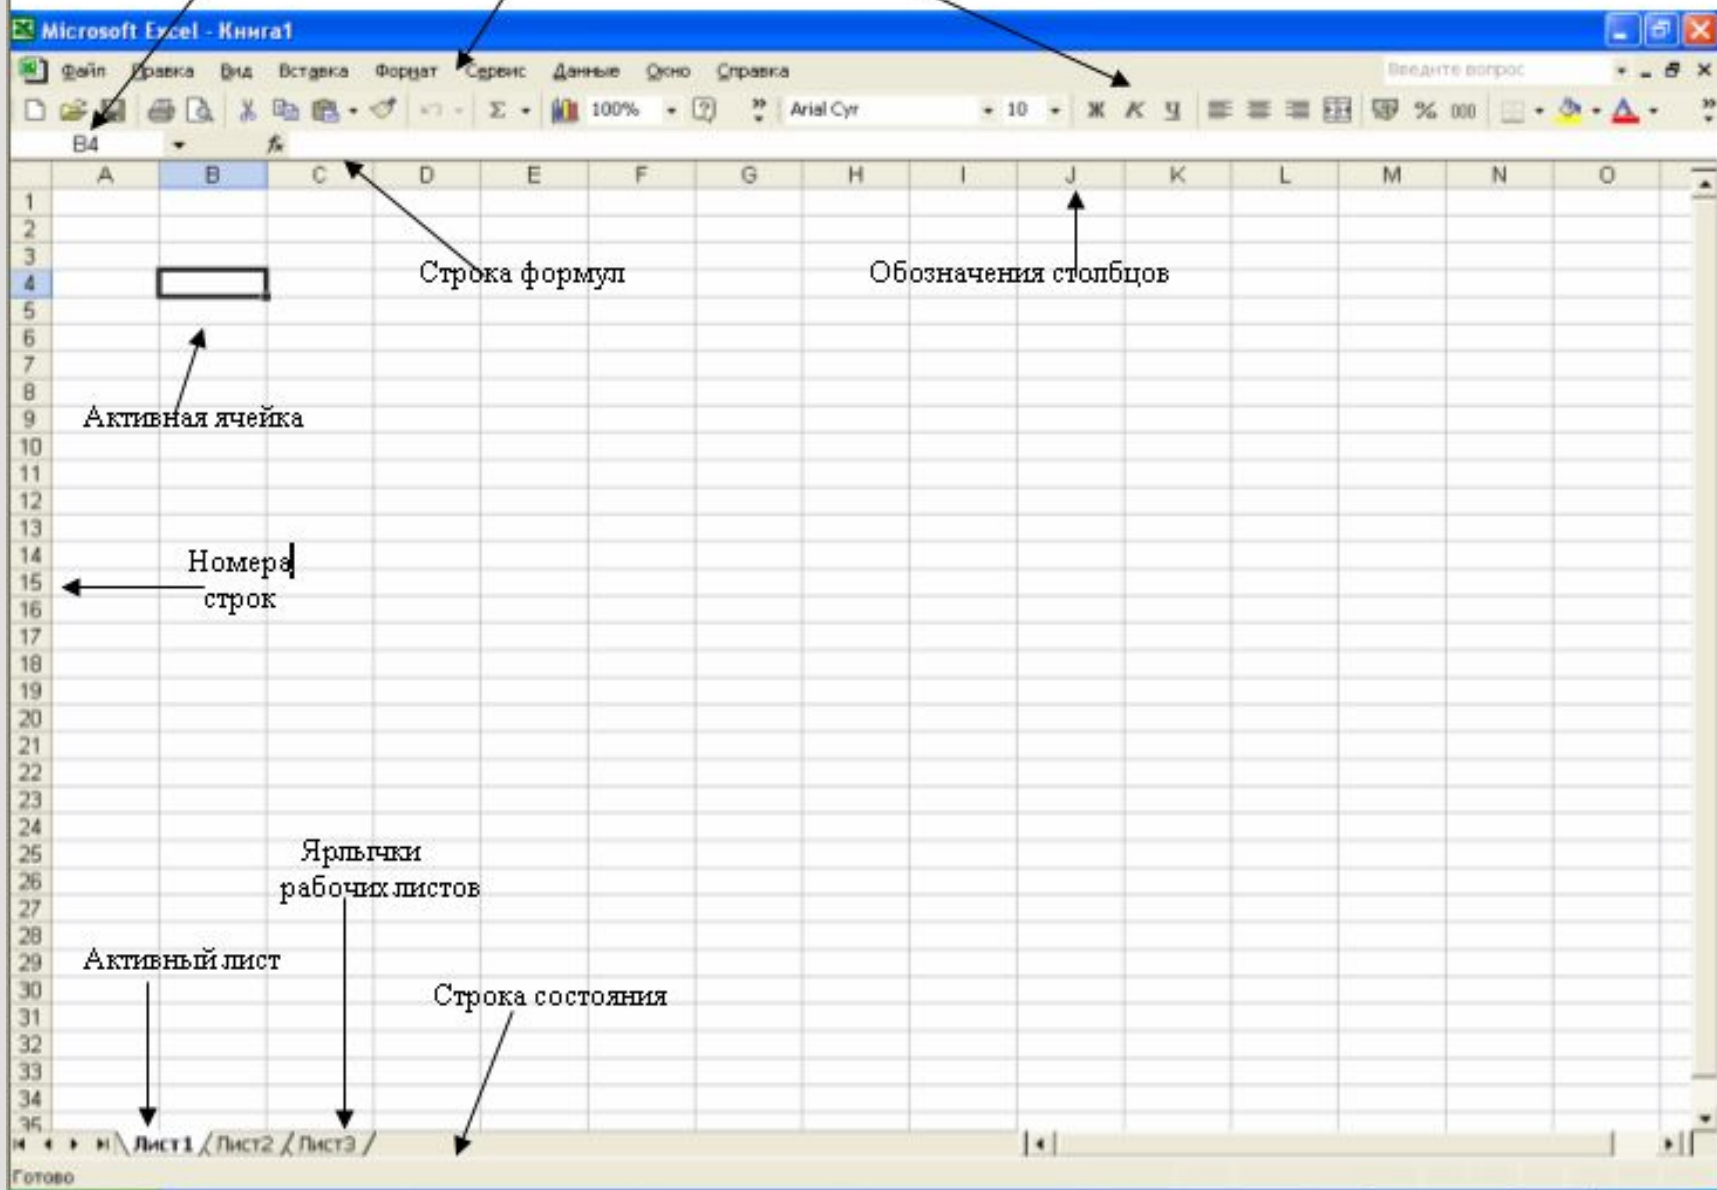 Microsoft Excel - Книга1
Файл Правка Вид Вставка Формат Сервис Данные Окно Справка Введите вопрос
Σ 100% Arial Cyr 10 Ж К Ч % 000 А
B4 fx
A B C D E F G H I J K L M N O
1
2
3
Строка формул Обозначения столбцов
4
5
6
7
8
Активная ячейка
9
10
11
12
13
14
Номера
15
строк
16
17
18
19
20
21
22
23
24
25
Ярлычки
26
рабочих листов
27
28
29
Активный лист
30
Строка состояния
31
32
33
34
35
Лист1 Лист2 Лист3
Готово